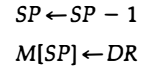 SP ← SP − 1
M[SP] ← DR